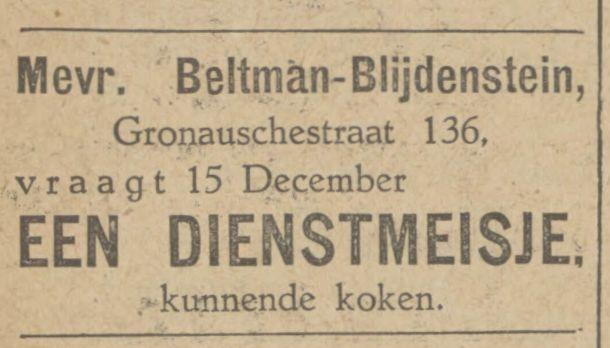 Mevr. Beltman-Blijdenstein,
Gronauschestraat 136,
vraagt 15 December
EEN DIENSTMEISJE,
kunnende koken.